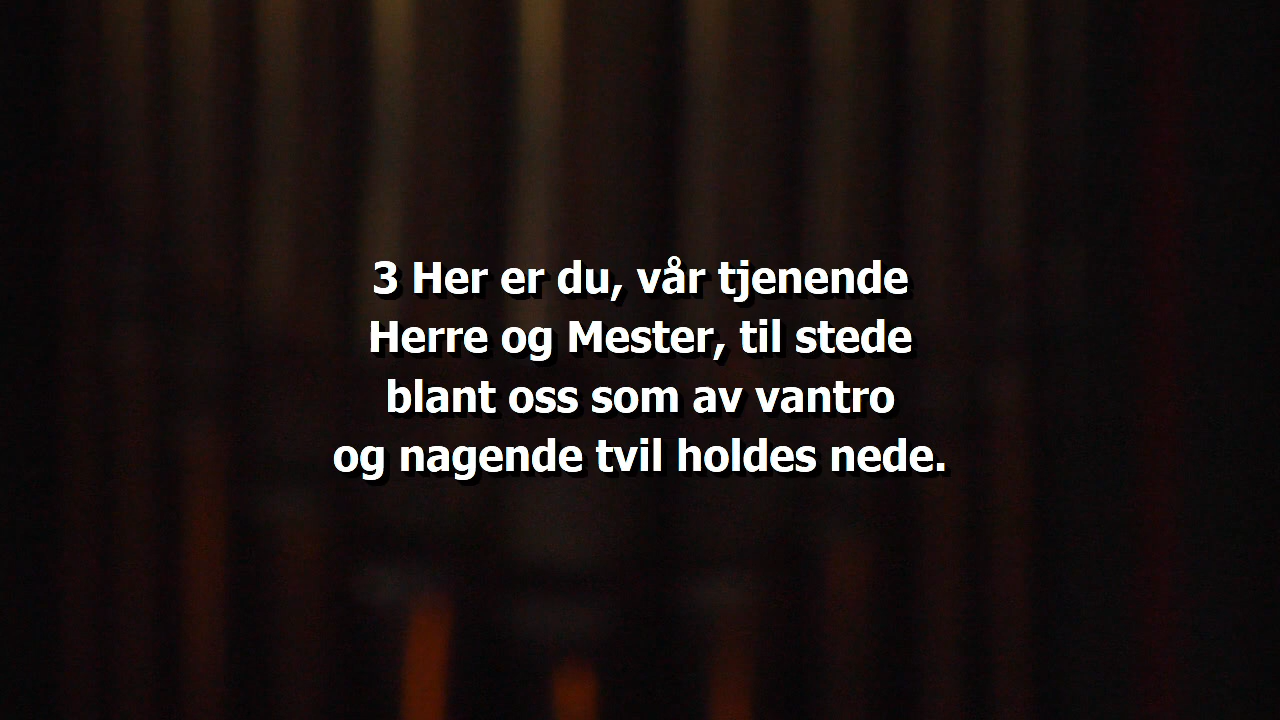 3 Her er du, vår tjenende
Herre og Mester, til stede
blant oss som av vantro
og nagende tvil holdes nede.